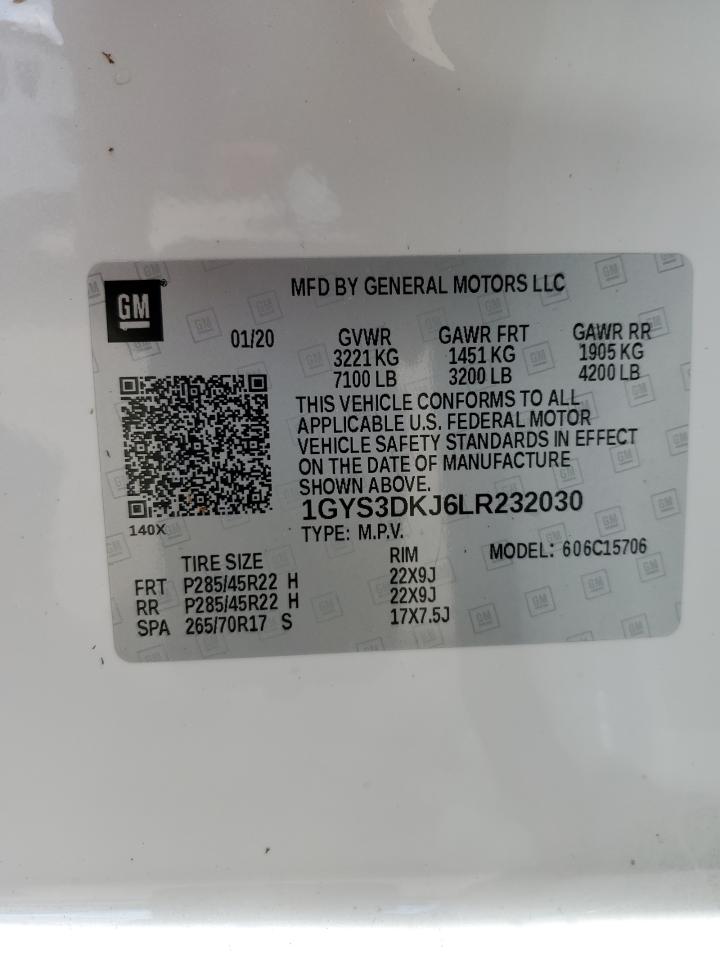 GM
MFD BY GENERAL MOTORS LLC
01/20 GVWR GAWR FRT GAWR RR
3221 KG 1451 KG 1905 KG
7100 LB 3200 LB 4200 LB
THIS VEHICLE CONFORMS TO ALL
APPLICABLE U.S. FEDERAL MOTOR
VEHICLE SAFETY STANDARDS IN EFFECT
ON THE DATE OF MANUFACTURE
SHOWN ABOVE.
1GYS3DKJ6LR232030
140X
TYPE: M.P.V. MODEL: 606C15706
TIRE SIZE RIM
FRT P285/45R22 H 22X9J
RR P285/45R22 H 22X9J
SPA 265/70R17 S 17X7.5J